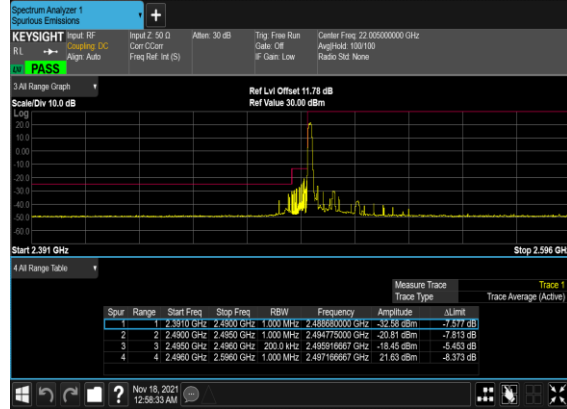 Spectrum Analyzer 1
Spurious Emissions
+
KEYSIGHT Input: RF Input Z: 50 Ω Atten: 30 dB Trig: Free Run Center Freq: 22.005000000 GHz
RL Coupling: DC Corr CCorr Gate: Off Avg|Hold: 100/100
Align: Auto Freq Ref: Int (S) IF Gain: Low Radio Std: None
PASS
3 All Range Graph
Ref Lvl Offset 11.78 dB
Scale/Div 10.0 dB Ref Value 30.00 dBm
Log
20.0
10.0
0.00
-10.0
-20.0
-30.0
-40.0
-50.0
-60.0
Start 2.391 GHz Stop 2.596 GHz
4 All Range Table
Measure Trace Trace 1
Trace Type Trace Average (Active)
Spur Range Start Freq Stop Freq RBW Frequency Amplitude ΔLimit
1 1 2.3910 GHz 2.4900 GHz 1.000 MHz 2.488680000 GHz -32.58 dBm -7.577 dB
2 2 2.4900 GHz 2.4950 GHz 1.000 MHz 2.494775000 GHz -20.81 dBm -7.813 dB
3 3 2.4950 GHz 2.4960 GHz 200.0 kHz 2.495916667 GHz -18.45 dBm -5.453 dB
4 4 2.4960 GHz 2.5960 GHz 1.000 MHz 2.497166667 GHz 21.63 dBm -8.373 dB
? Nov 18, 2021
12:58:33 AM